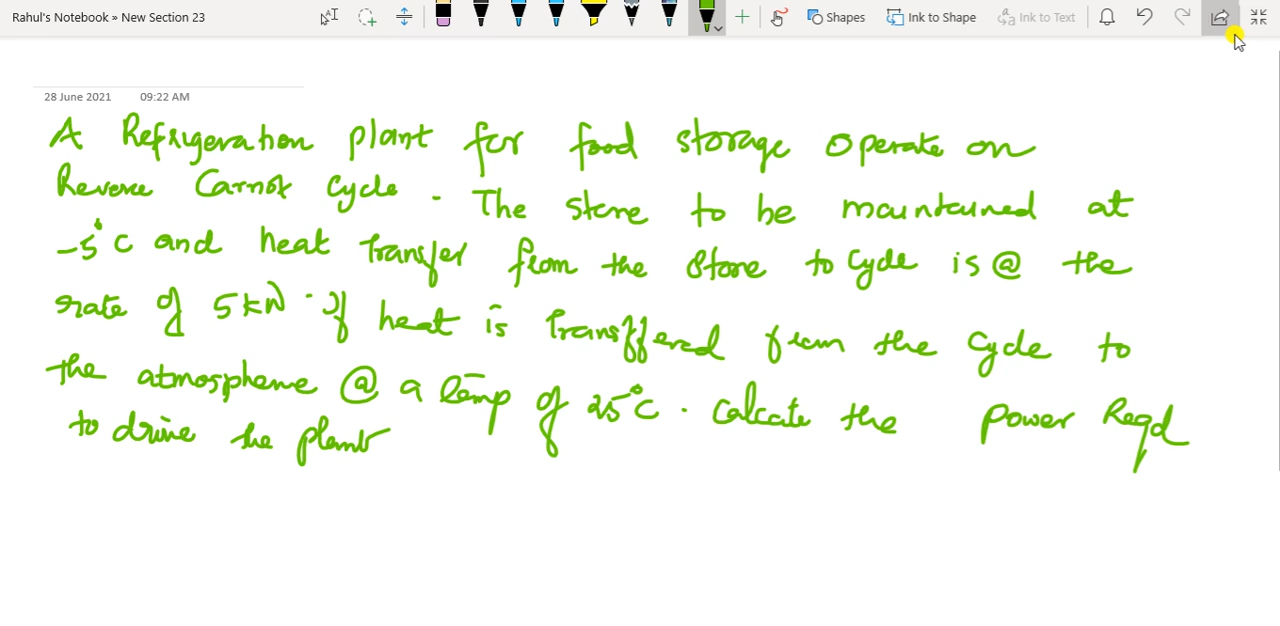 Rahul's Notebook » New Section 23
Shapes
Ink to Shape
Ink to Text
28 June 2021 09:22 AM
A Refrigeration plant for food storage operate on
Reverse Carnot Cycle. The store to be maintained at
-5°C and heat transfer from the store to Cycle is @ the
rate of 5 kW. If heat is Transffered from the Cycle to
the atmosphere @ a temp of 25°C. Calcate the power Reqd
to drive the plant